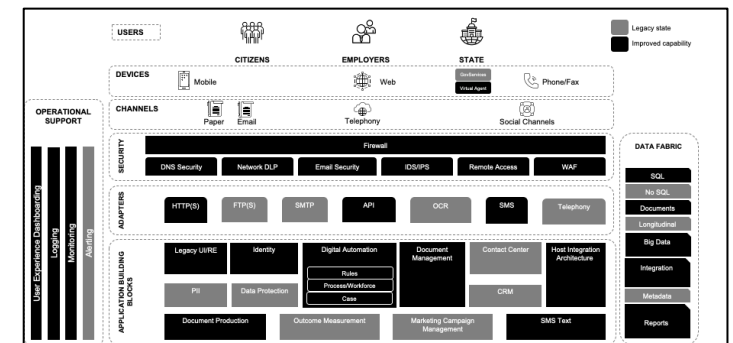 USERS
CITIZENS
EMPLOYERS
STATE
Legacy state
Improved capability
DEVICES
Mobile
Web
GovServices
Virtual Agent
Phone/Fax
CHANNELS
Paper
Email
Telephony
Social Channels
OPERATIONAL
SUPPORT
User Experience Dashboarding
Logging
Monitoring
Alerting
SECURITY
Firewall
DNS Security
Network DLP
Email Security
IDS/IPS
Remote Access
WAF
ADAPTERS
HTTP(S)
FTP(S)
SMTP
API
OCR
SMS
Telephony
APPLICATION BUILDING
BLOCKS
Legacy UI/RE
Identity
Digital Automation
Rules
Process/Workforce
Case
Document
Management
Contact Center
Host Integration
Architecture
PII
Data Protection
CRM
Document Production
Outcome Measurement
Marketing Campaign
Management
SMS Text
DATA FABRIC
SQL
No SQL
Documents
Longitudinal
Big Data
Integration
Metadata
Reports